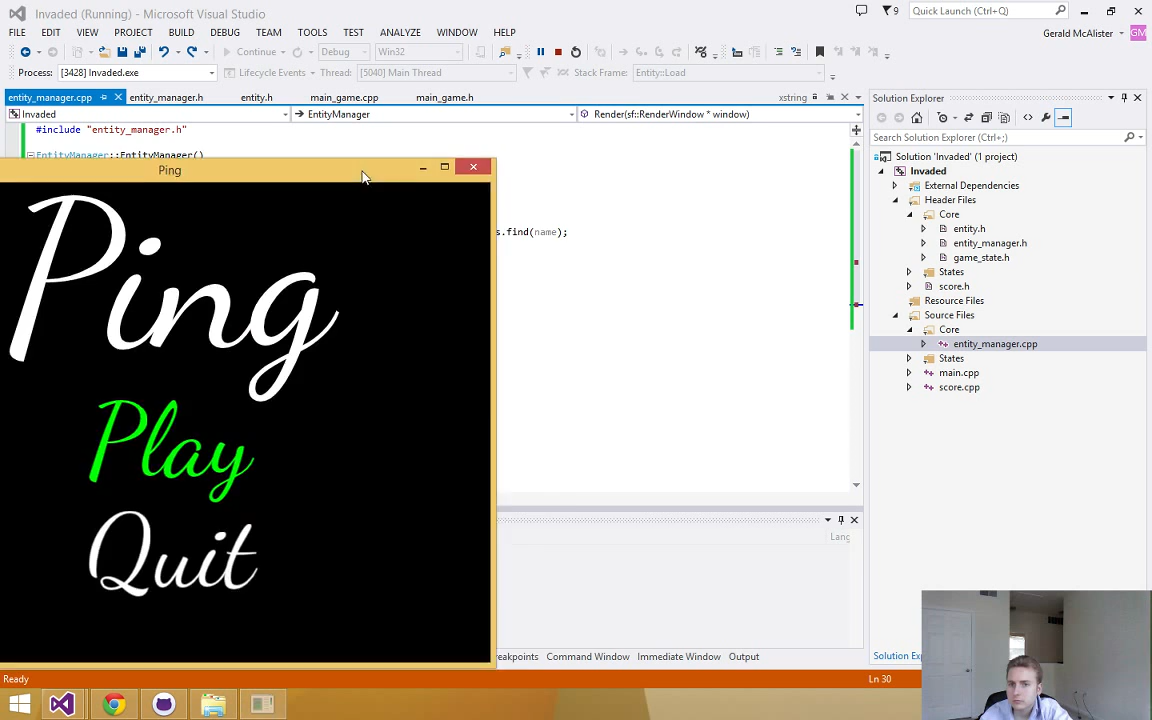 Invaded (Running) - Microsoft Visual Studio
9
Quick Launch (Ctrl+Q)
FILE EDIT VIEW PROJECT BUILD DEBUG TEAM TOOLS TEST ANALYZE WINDOW HELP
Gerald McAlister GM
Continue Debug Win32
Process: [3428] Invaded.exe Lifecycle Events Thread: [5040] Main Thread Stack Frame: Entity::Load
entity_manager.cpp entity_manager.h entity.h main_game.cpp main_game.h xstring
Invaded EntityManager Render(sf::RenderWindow * window)
#include "entity_manager.h"
EntityManager::EntityManager()
s.find(name);
Ping
Ping
Play
Quit
Solution Explorer
Search Solution Explorer (Ctrl+;)
Solution 'Invaded' (1 project)
Invaded
External Dependencies
Header Files
Core
entity.h
entity_manager.h
game_state.h
States
score.h
Resource Files
Source Files
Core
entity_manager.cpp
States
main.cpp
score.cpp
Lang
eakpoints Command Window Immediate Window Output
Solution Exp
Ready
Ln 30